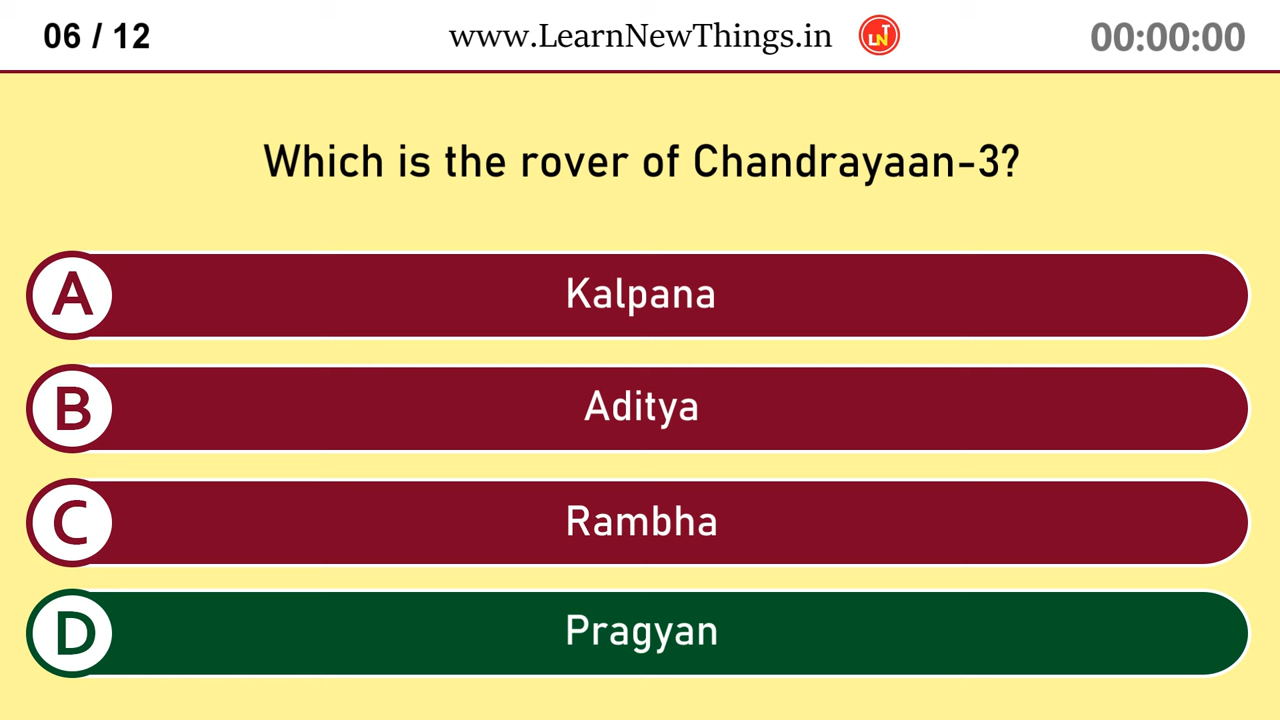 06 / 12
www.LearnNewThings.in
LNT
00:00:00
Which is the rover of Chandrayaan-3?
A
Kalpana
B
Aditya
C
Rambha
D
Pragyan